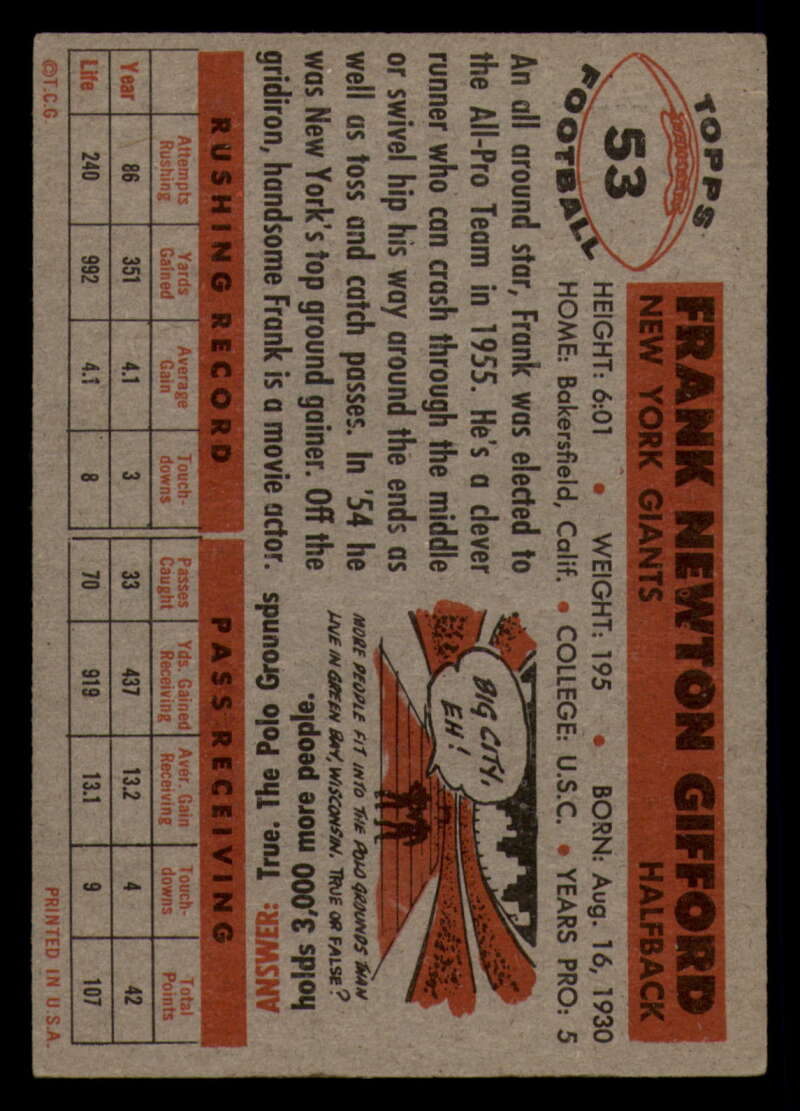 TOPPS
53
FOOTBALL
FRANK NEWTON GIFFORD
NEW YORK GIANTS HALFBACK
HEIGHT: 6:01 • WEIGHT: 195 • BORN: Aug. 16, 1930
HOME: Bakersfield, Calif. • COLLEGE: U.S.C. • YEARS PRO: 5
An all around star, Frank was elected to
the All-Pro Team in 1955. He's a clever
runner who can crash through the middle
or swivel hip his way around the ends as
well as toss and catch passes. In '54 he
was New York's top ground gainer. Off the
gridiron, handsome Frank is a movie actor.
BIG CITY,
EH!
MORE PEOPLE FIT INTO THE POLO GROUNDS THAN
LIVE IN GREEN BAY, WISCONSIN. TRUE OR FALSE?
ANSWER: True. The Polo Grounds
holds 3,000 more people.
RUSHING RECORD PASS RECEIVING
Attempts Rushing Yards Gained Average Gain Touch-downs Passes Caught Yds. Gained Receiving Aver. Gain Receiving Touch-downs Total Points
Year 86 351 4.1 3 33 437 13.2 4 42
Life 240 992 4.1 8 70 919 13.1 9 107
©T.C.G. PRINTED IN U.S.A.